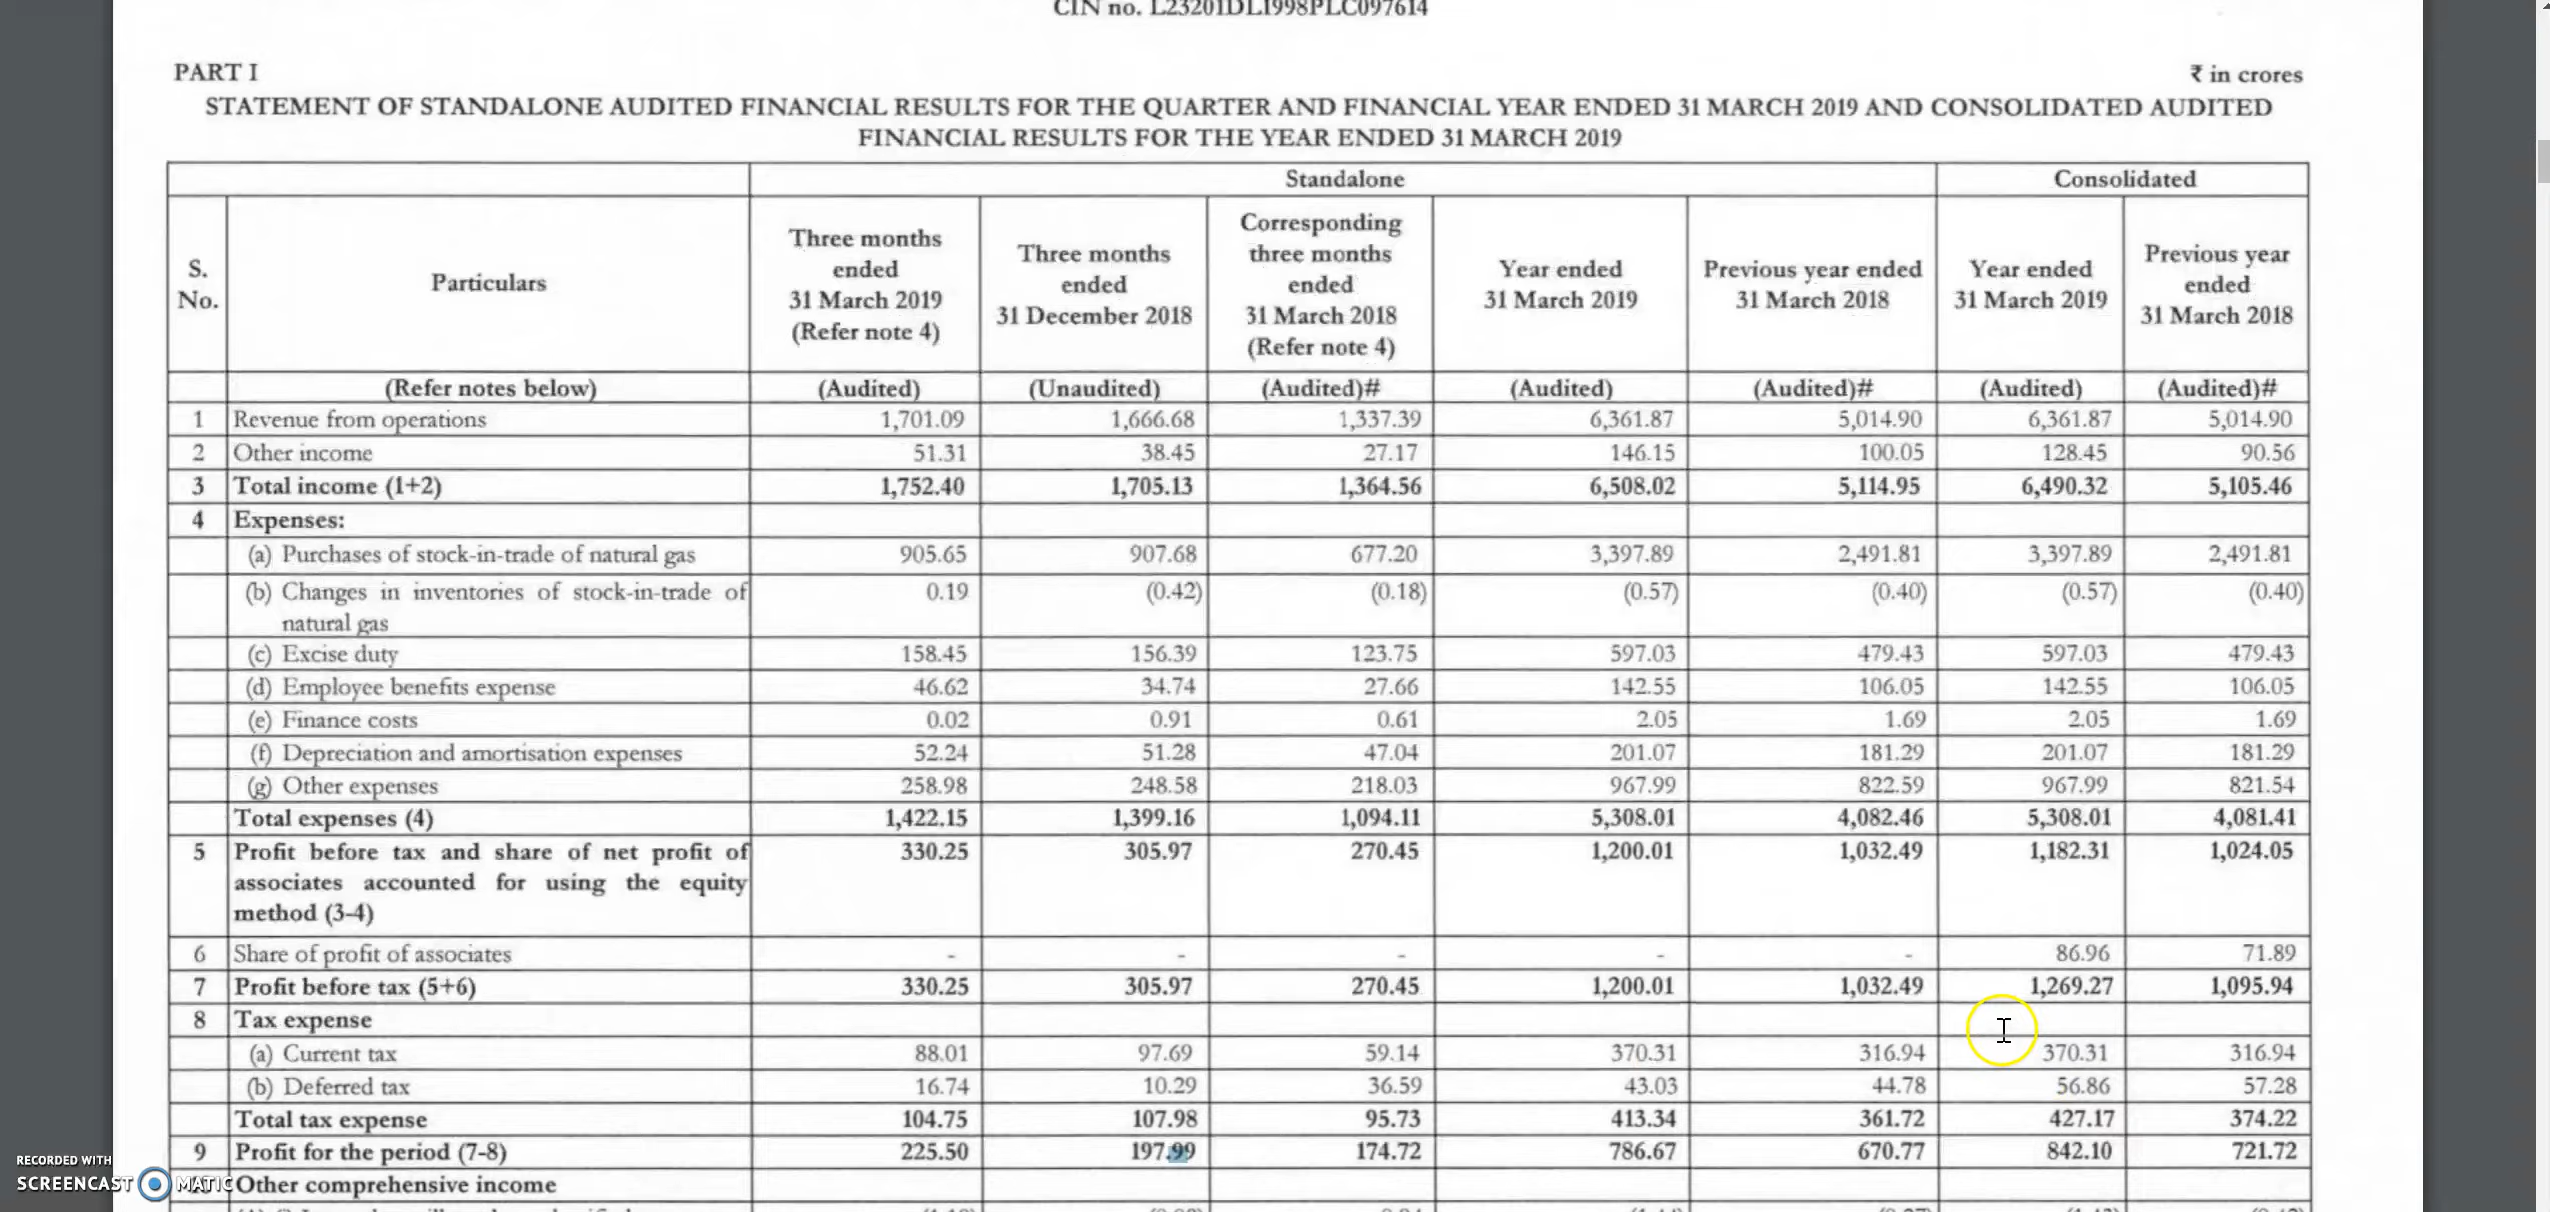 CIN no. L23201DL1998PLC097614
PART I
₹ in crores
STATEMENT OF STANDALONE AUDITED FINANCIAL RESULTS FOR THE QUARTER AND FINANCIAL YEAR ENDED 31 MARCH 2019 AND CONSOLIDATED AUDITED
FINANCIAL RESULTS FOR THE YEAR ENDED 31 MARCH 2019
Standalone Consolidated
S. No. Particulars Three months ended 31 March 2019 (Refer note 4) Three months ended 31 December 2018 Corresponding three months ended 31 March 2018 (Refer note 4) Year ended 31 March 2019 Previous year ended 31 March 2018 Year ended 31 March 2019 Previous year ended 31 March 2018
(Refer notes below) (Audited) (Unaudited) (Audited)# (Audited) (Audited)# (Audited) (Audited)#
1 Revenue from operations 1,701.09 1,666.68 1,337.39 6,361.87 5,014.90 6,361.87 5,014.90
2 Other income 51.31 38.45 27.17 146.15 100.05 128.45 90.56
3 Total income (1+2) 1,752.40 1,705.13 1,364.56 6,508.02 5,114.95 6,490.32 5,105.46
4 Expenses:
(a) Purchases of stock-in-trade of natural gas 905.65 907.68 677.20 3,397.89 2,491.81 3,397.89 2,491.81
(b) Changes in inventories of stock-in-trade of 0.19 (0.42) (0.18) (0.57) (0.40) (0.57) (0.40)
natural gas
(c) Excise duty 158.45 156.39 123.75 597.03 479.43 597.03 479.43
(d) Employee benefits expense 46.62 34.74 27.66 142.55 106.05 142.55 106.05
(e) Finance costs 0.02 0.91 0.61 2.05 1.69 2.05 1.69
(f) Depreciation and amortisation expenses 52.24 51.28 47.04 201.07 181.29 201.07 181.29
(g) Other expenses 258.98 248.58 218.03 967.99 822.59 967.99 821.54
Total expenses (4) 1,422.15 1,399.16 1,094.11 5,308.01 4,082.46 5,308.01 4,081.41
5 Profit before tax and share of net profit of 330.25 305.97 270.45 1,200.01 1,032.49 1,182.31 1,024.05
associates accounted for using the equity
method (3-4)
6 Share of profit of associates - - - - - 86.96 71.89
7 Profit before tax (5+6) 330.25 305.97 270.45 1,200.01 1,032.49 1,269.27 1,095.94
8 Tax expense
(a) Current tax 88.01 97.69 59.14 370.31 316.94 370.31 316.94
(b) Deferred tax 16.74 10.29 36.59 43.03 44.78 56.86 57.28
Total tax expense 104.75 107.98 95.73 413.34 361.72 427.17 374.22
9 Profit for the period (7-8) 225.50 197.99 174.72 786.67 670.77 842.10 721.72
Other comprehensive income
RECORDED WITH
SCREENCAST MATIC